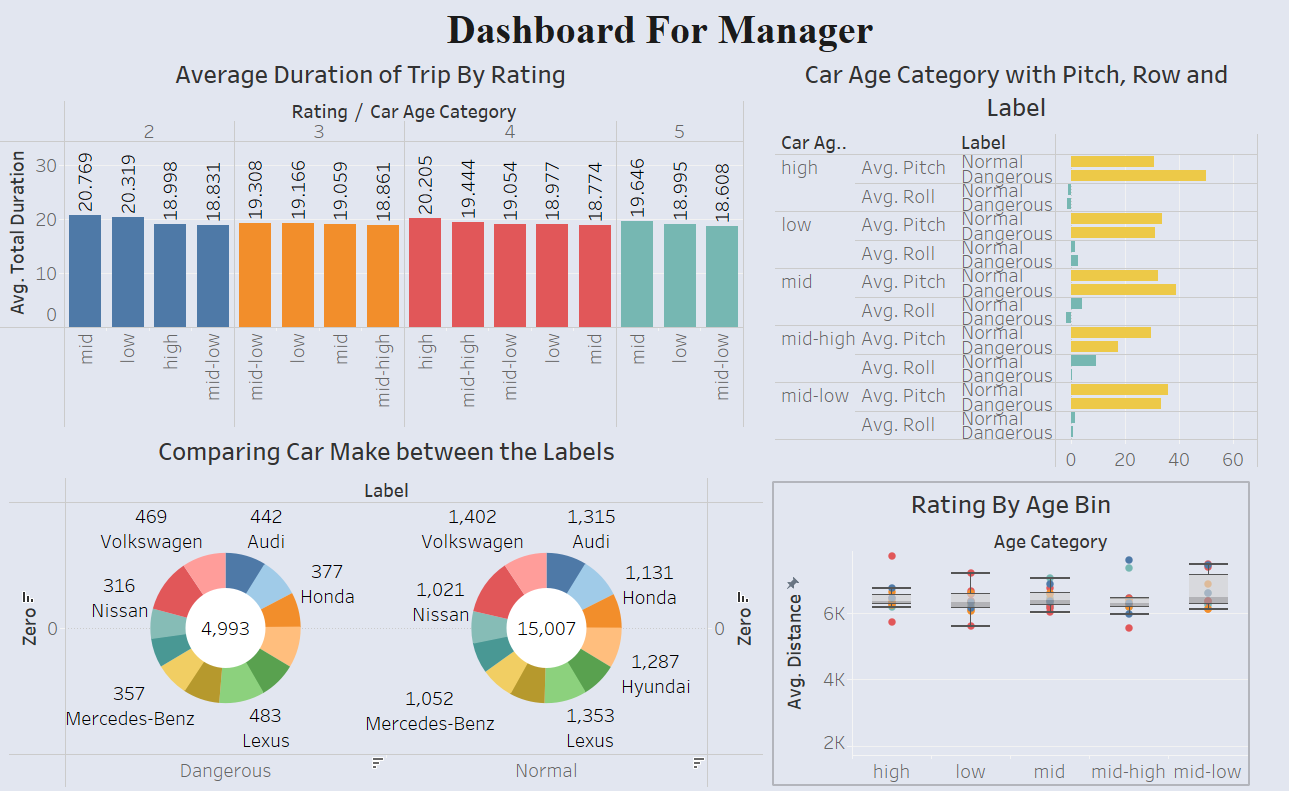 Dashboard For Manager
Average Duration of Trip By Rating
Rating / Car Age Category
2 3 4 5
Avg. Total Duration
30
20
10
0
20.769 20.319 18.998 18.831 19.308 19.166 19.059 18.861 20.205 19.444 19.054 18.977 18.774 19.646 18.995 18.608
mid low high mid-low mid-low low mid mid-high high mid-high mid-low low mid mid low mid-low
Car Age Category with Pitch, Row and
Label
Car Ag.. Label
high Avg. Pitch Normal
Dangerous
Avg. Roll Normal
Dangerous
low Avg. Pitch Normal
Dangerous
Avg. Roll Normal
Dangerous
mid Avg. Pitch Normal
Dangerous
Avg. Roll Normal
Dangerous
mid-high Avg. Pitch Normal
Dangerous
Avg. Roll Normal
Dangerous
mid-low Avg. Pitch Normal
Dangerous
Avg. Roll Normal
Dangerous
0 20 40 60
Comparing Car Make between the Labels
Label
469 442 1,402 1,315
Volkswagen Audi Volkswagen Audi
377 1,131
Honda Honda
316 1,021
Nissan Nissan
Zero 0 4,993 15,007 0 Zero
1,287
Hyundai
357 1,052
Mercedes-Benz Mercedes-Benz
483 1,353
Lexus Lexus
Dangerous Normal
Rating By Age Bin
Age Category
Avg. Distance
6K
4K
2K
high low mid mid-high mid-low